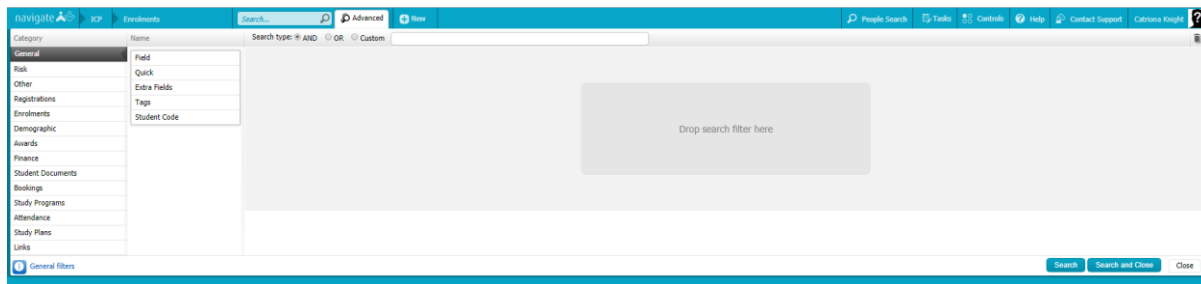 navigate ICP Enrolments Search... Advanced New People Search Tasks Controls Help Contact Support Catriona Knight
Category Name Search type: AND OR Custom
General Field
Risk Quick
Other Extra Fields
Registrations Tags
Enrolments Student Code
Demographic Drop search filter here
Awards
Finance
Student Documents
Bookings
Study Programs
Attendance
Study Plans
Links
General filters Search Search and Close Close